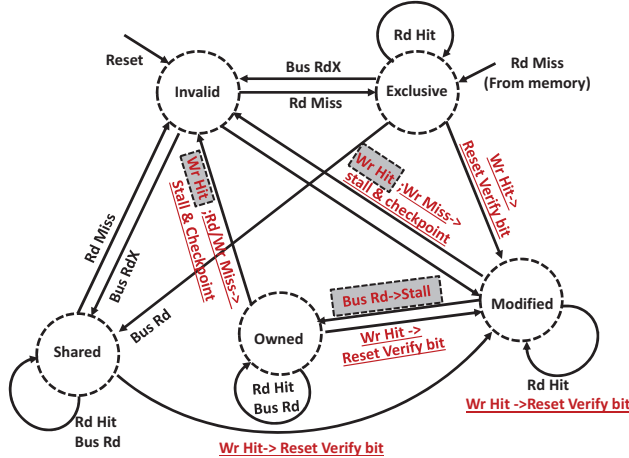 Rd Hit
Reset
Bus RdX
Rd Miss
(From memory)
Invalid
Exclusive
Rd Miss
Wr Hit
;Rd/Wr Miss->
Stall & Checkpoint
Wr Hit
;Wr Miss->
stall & checkpoint
Wr Hit->
Reset Verify bit
Rd Miss
Bus RdX
Bus Rd
Bus Rd->Stall
Modified
Owned
Wr Hit ->
Reset Verify bit
Shared
Rd Hit
Bus Rd
Rd Hit
Wr Hit ->Reset Verify bit
Rd Hit
Bus Rd
Wr Hit-> Reset Verify bit